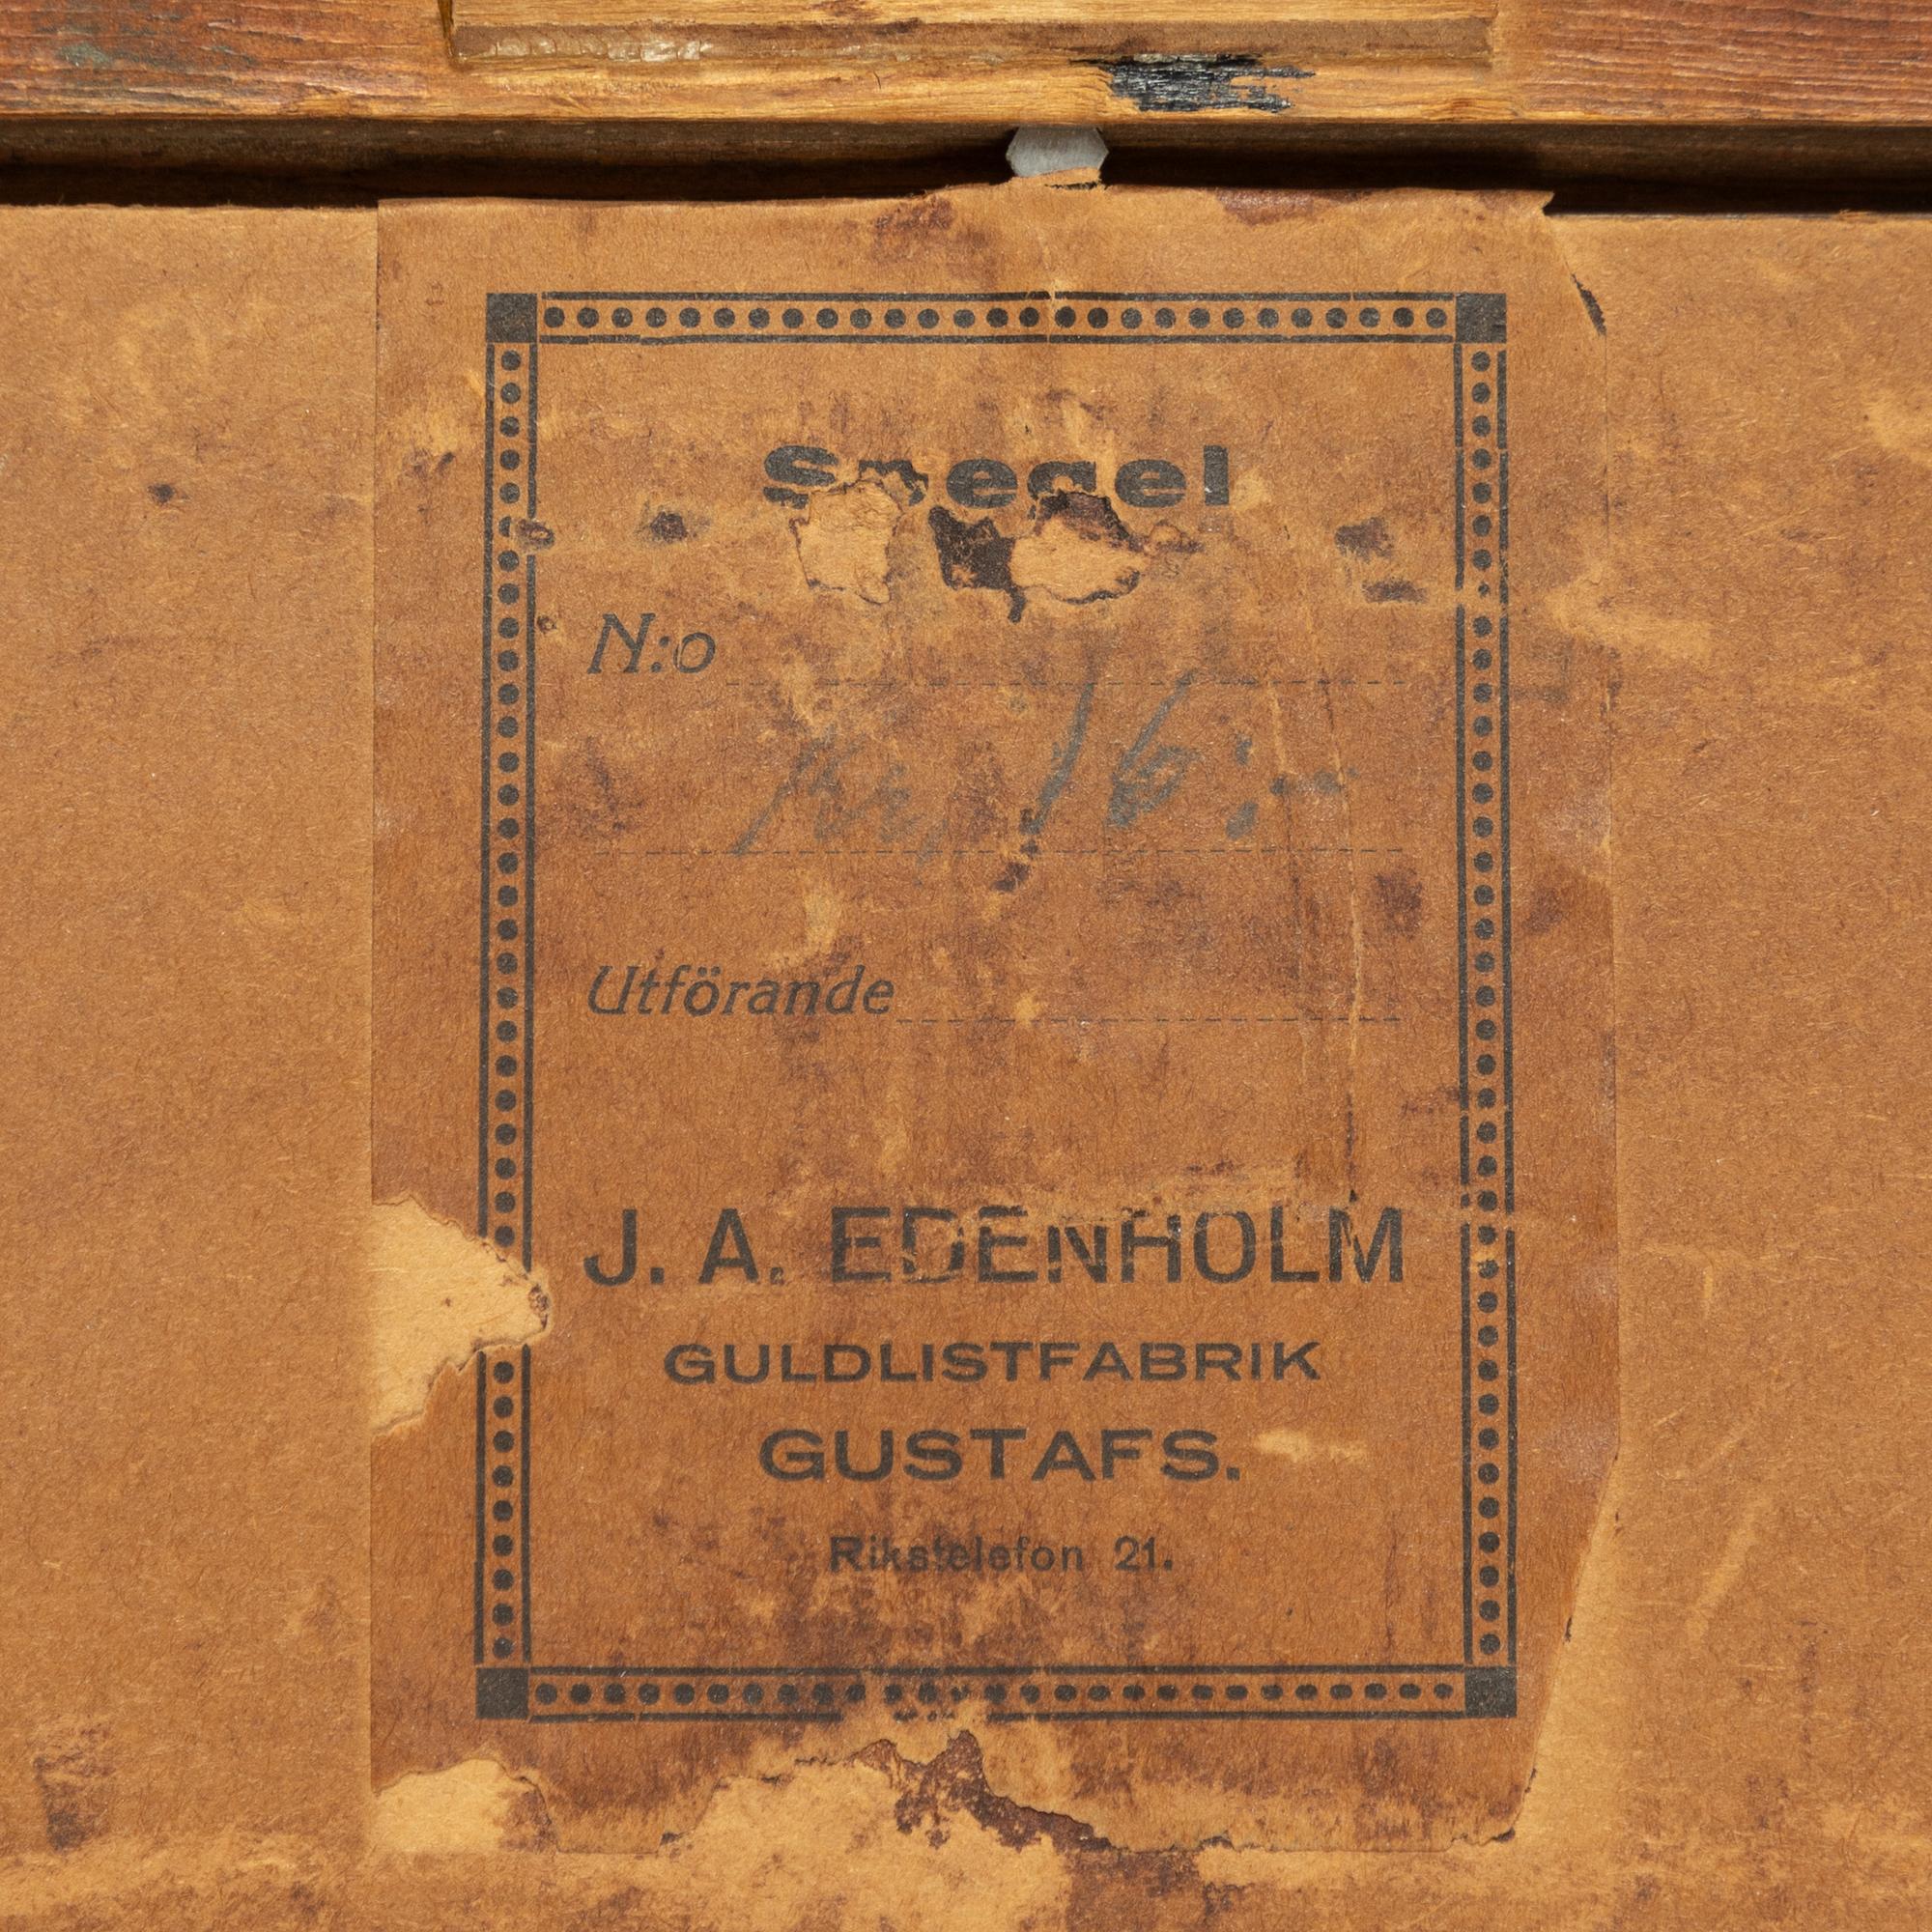 Spegel
N:o
Kr. 16:-
Utförande
J. A. EDENHOLM
GULDLISTFABRIK
GUSTAFS.
Rikstelefon 21.